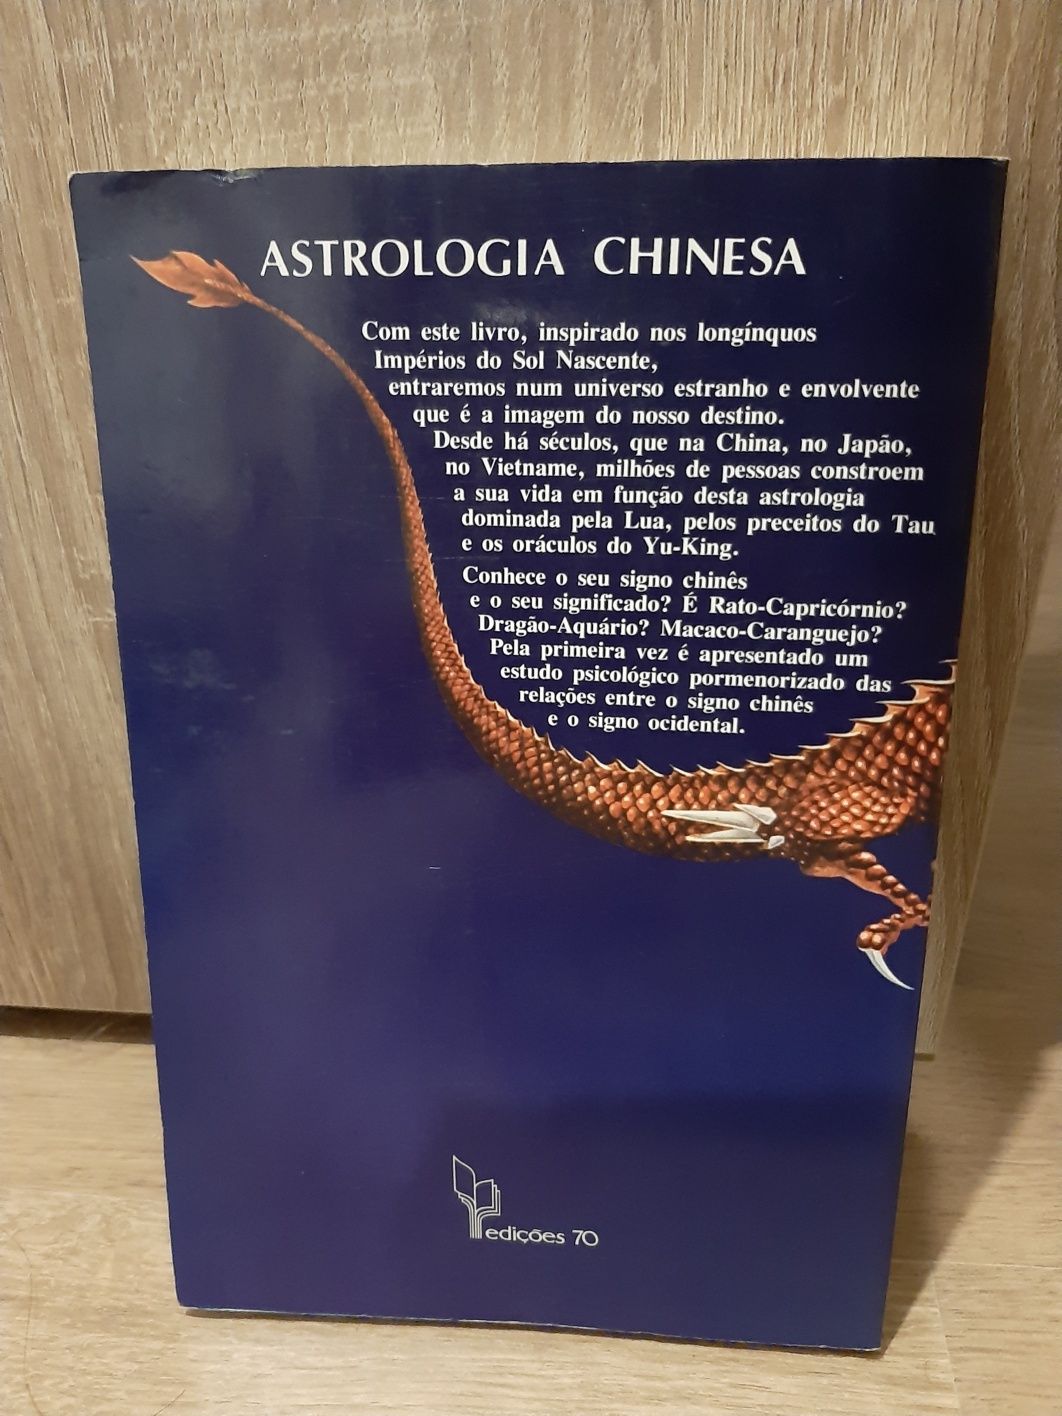 ASTROLOGIA CHINESA
Com este livro, inspirado nos longínquos
Impérios do Sol Nascente,
entraremos num universo estranho e envolvente
que é a imagem do nosso destino.
Desde há séculos, que na China, no Japão,
no Vietname, milhões de pessoas constroem
a sua vida em função desta astrologia
dominada pela Lua, pelos preceitos do Tau
e os oráculos do Yu-King.
Conhece o seu signo chinês
e o seu significado? É Rato-Capricórnio?
Dragão-Aquário? Macaco-Caranguejo?
Pela primeira vez é apresentado um
estudo psicológico pormenorizado das
relações entre o signo chinês
e o signo ocidental.
edições 70